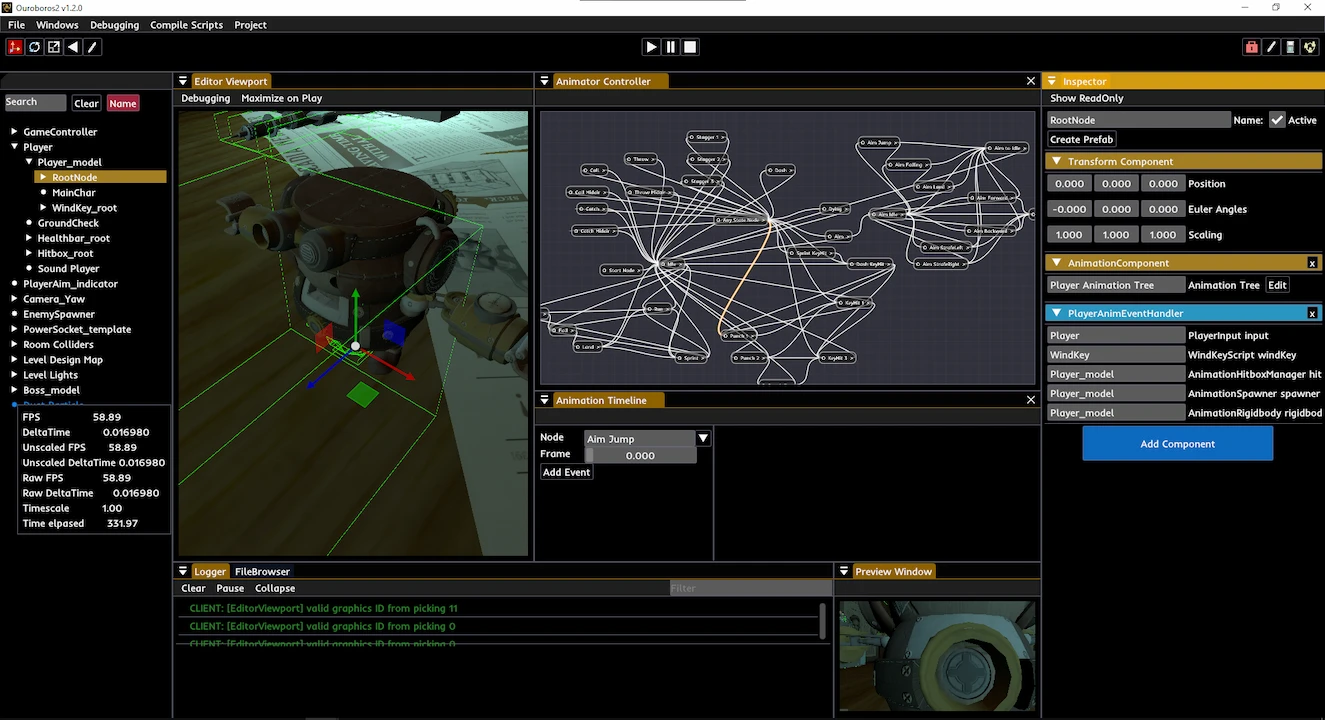 Ouroboros2 v1.2.0
File Windows Debugging Compile Scripts Project
Search Clear Name
GameController
Player
Player_model
RootNode
MainChar
WindKey_root
GroundCheck
Healthbar_root
Hitbox_root
Sound Player
PlayerAim_indicator
Camera_Yaw
EnemySpawner
PowerSocket_template
Room Colliders
Level Design Map
Level Lights
Boss_model
FPS 58.89
DeltaTime 0.016980
Unscaled FPS 58.89
Unscaled DeltaTime 0.016980
Raw FPS 58.89
Raw DeltaTime 0.016980
Timescale 1.00
Time elpased 331.97
Editor Viewport
Debugging Maximize on Play
Animator Controller
Stagger 1
Throw
Stagger 2
Call
Stagger 3
Dash
Call Midair
Throw Midair
Catch
Catch Midair
Any State Node
Dying
Aim
Sprint KeyHit
Dash KeyHit
Start Node
Idle
Run
Fall
Land
Sprint
Punch 1
Punch 2
KeyHit 3
Aim Jump
Aim to Idle
Aim Falling
Aim Land
Aim Forward
Aim Idle
Aim Backward
Aim StrafeLeft
Aim StrafeRight
Animation Timeline
Node Aim Jump
Frame 0.000
Add Event
Logger FileBrowser
Clear Pause Collapse Filter
CLIENT: [EditorViewport] valid graphics ID from picking 11
CLIENT: [EditorViewport] valid graphics ID from picking 0
CLIENT: [EditorViewport] valid graphics ID from picking 0
Preview Window
Inspector
Show ReadOnly
RootNode Name: Active
Create Prefab
Transform Component
0.000 0.000 0.000 Position
-0.000 0.000 0.000 Euler Angles
1.000 1.000 1.000 Scaling
AnimationComponent x
Player Animation Tree Animation Tree Edit
PlayerAnimEventHandler x
Player PlayerInput input
WindKey WindKeyScript windKey
Player_model AnimationHitboxManager hit
Player_model AnimationSpawner spawner
Player_model AnimationRigidbody rigidbod
Add Component